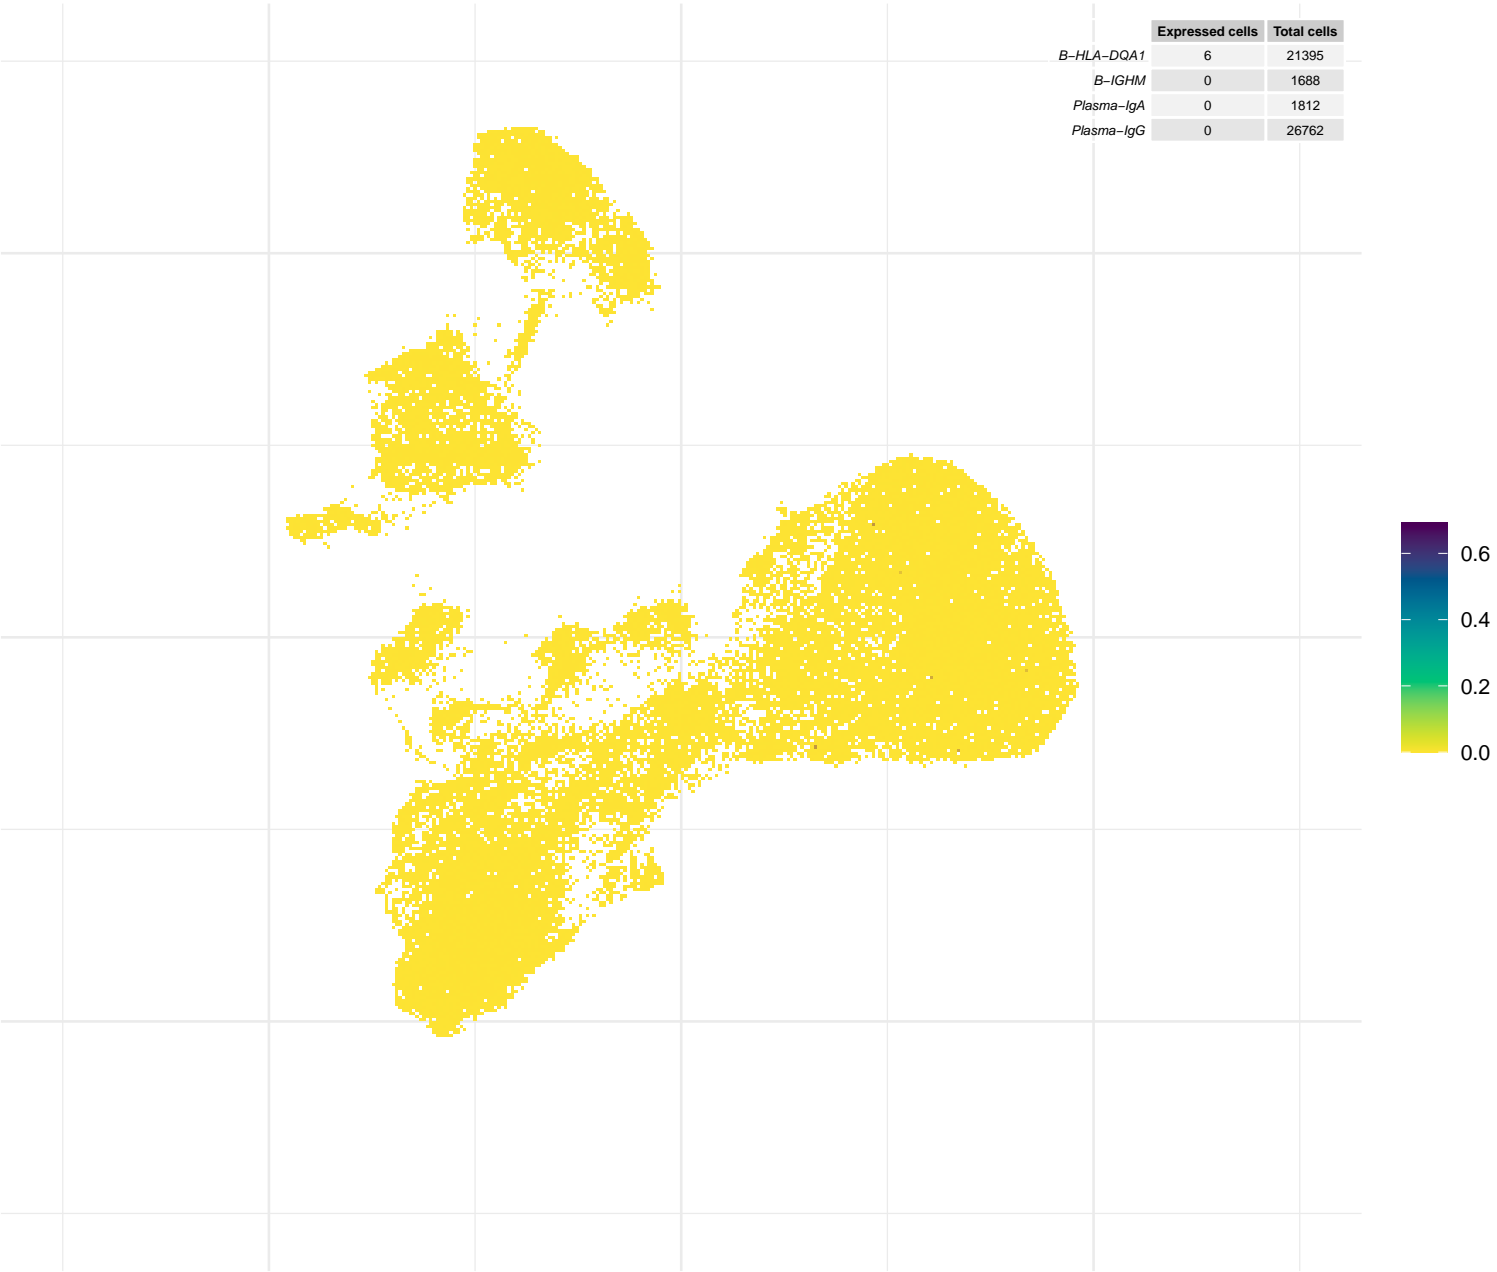 Expressed cells Total cells
B−HLA−DQA1 6 21395
B−IGHM 0 1688
Plasma−IgA 0 1812
Plasma−IgG 0 26762
0.6
0.4
0.2
0.0